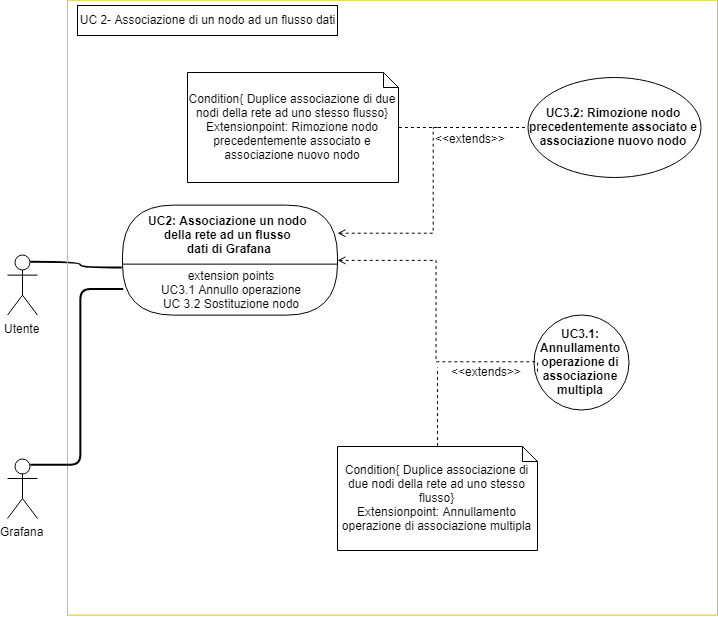 UC 2- Associazione di un nodo ad un flusso dati
Condition{ Duplice associazione di due
nodi della rete ad uno stesso flusso}
Extensionpoint: Rimozione nodo
precedentemente associato e
associazione nuovo nodo
UC3.2: Rimozione nodo
precedentemente associato e
associazione nuovo nodo
<<extends>>
UC2: Associazione un nodo
della rete ad un flusso
dati di Grafana
extension points
UC3.1 Annullo operazione
UC 3.2 Sostituzione nodo
Utente
UC3.1:
Annullamento
operazione di
associazione
multipla
<<extends>>
Condition{ Duplice associazione di
due nodi della rete ad uno stesso
flusso}
Extensionpoint: Annullamento
operazione di associazione multipla
Grafana